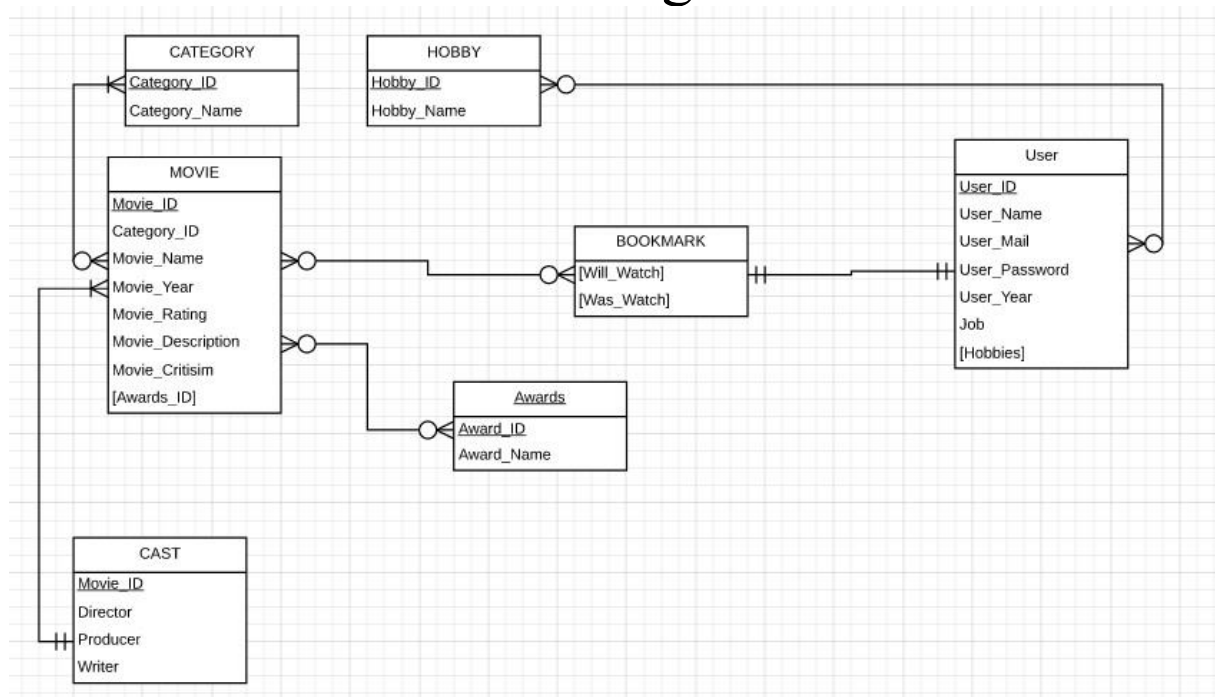 CATEGORY
Category_ID
Category_Name
HOBBY
Hobby_ID
Hobby_Name
MOVIE
Movie_ID
Category_ID
Movie_Name
Movie_Year
Movie_Rating
Movie_Description
Movie_Critisim
[Awards_ID]
BOOKMARK
[Will_Watch]
[Was_Watch]
User
User_ID
User_Name
User_Mail
User_Password
User_Year
Job
[Hobbies]
Awards
Award_ID
Award_Name
CAST
Movie_ID
Director
Producer
Writer